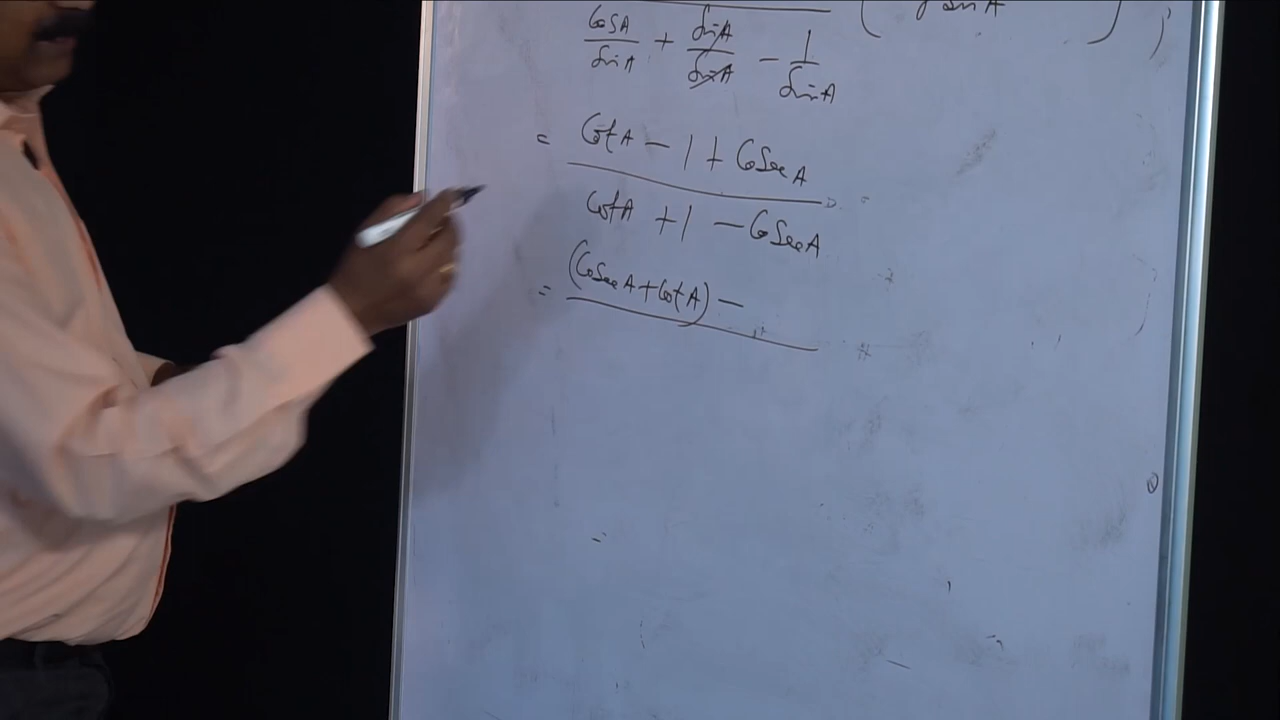 CosA/SinA + SinA/SinA − 1/SinA
= CotA − 1 + CosecA
CotA + 1 − CosecA
= (CosecA + CotA) −